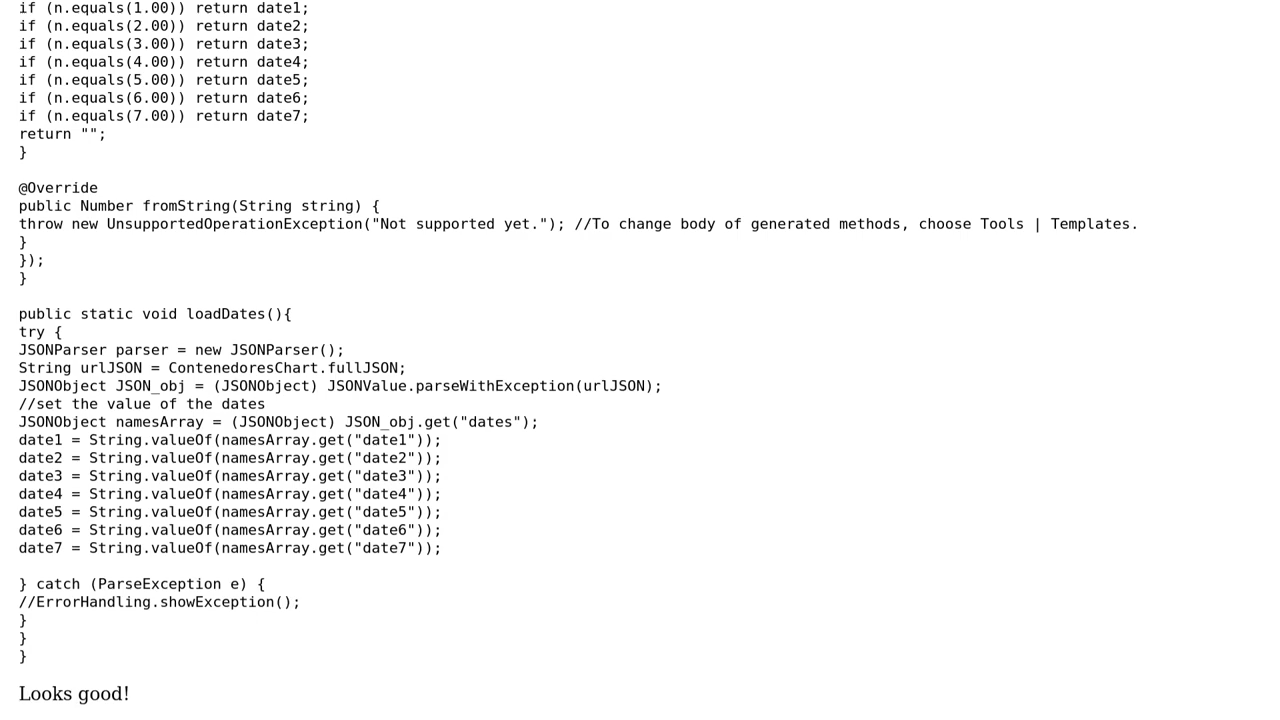 if (n.equals(1.00)) return date1;
if (n.equals(2.00)) return date2;
if (n.equals(3.00)) return date3;
if (n.equals(4.00)) return date4;
if (n.equals(5.00)) return date5;
if (n.equals(6.00)) return date6;
if (n.equals(7.00)) return date7;
return "";
}

@Override
public Number fromString(String string) {
throw new UnsupportedOperationException("Not supported yet."); //To change body of generated methods, choose Tools | Templates.
}
});
}

public static void loadDates(){
try {
JSONParser parser = new JSONParser();
String urlJSON = ContenedoresChart.fullJSON;
JSONObject JSON_obj = (JSONObject) JSONValue.parseWithException(urlJSON);
//set the value of the dates
JSONObject namesArray = (JSONObject) JSON_obj.get("dates");
date1 = String.valueOf(namesArray.get("date1"));
date2 = String.valueOf(namesArray.get("date2"));
date3 = String.valueOf(namesArray.get("date3"));
date4 = String.valueOf(namesArray.get("date4"));
date5 = String.valueOf(namesArray.get("date5"));
date6 = String.valueOf(namesArray.get("date6"));
date7 = String.valueOf(namesArray.get("date7"));

} catch (ParseException e) {
//ErrorHandling.showException();
}
}
}

Looks good!